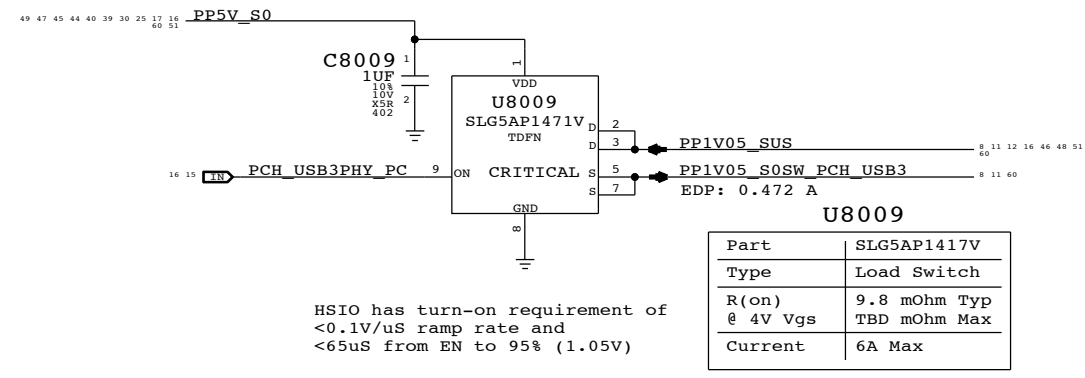 49 47 45 44 40 39 30 25 17 16
60 51
PP5V_S0
C8009
1
1UF
10%
10V
X5R
402
2
1
VDD
U8009
SLG5AP1471V
TDFN
D 2
D 3
PP1V05_SUS
8 11 12 16 46 48 51
60
16 15
IN
PCH_USB3PHY_PC
9
ON
CRITICAL
S 5
PP1V05_S0SW_PCH_USB3
8 11 60
S 7
EDP: 0.472 A
GND
8
U8009
Part SLG5AP1417V
Type Load Switch
R(on) 9.8 mOhm Typ
@ 4V Vgs TBD mOhm Max
Current 6A Max
HSIO has turn-on requirement of
<0.1V/uS ramp rate and
<65uS from EN to 95% (1.05V)